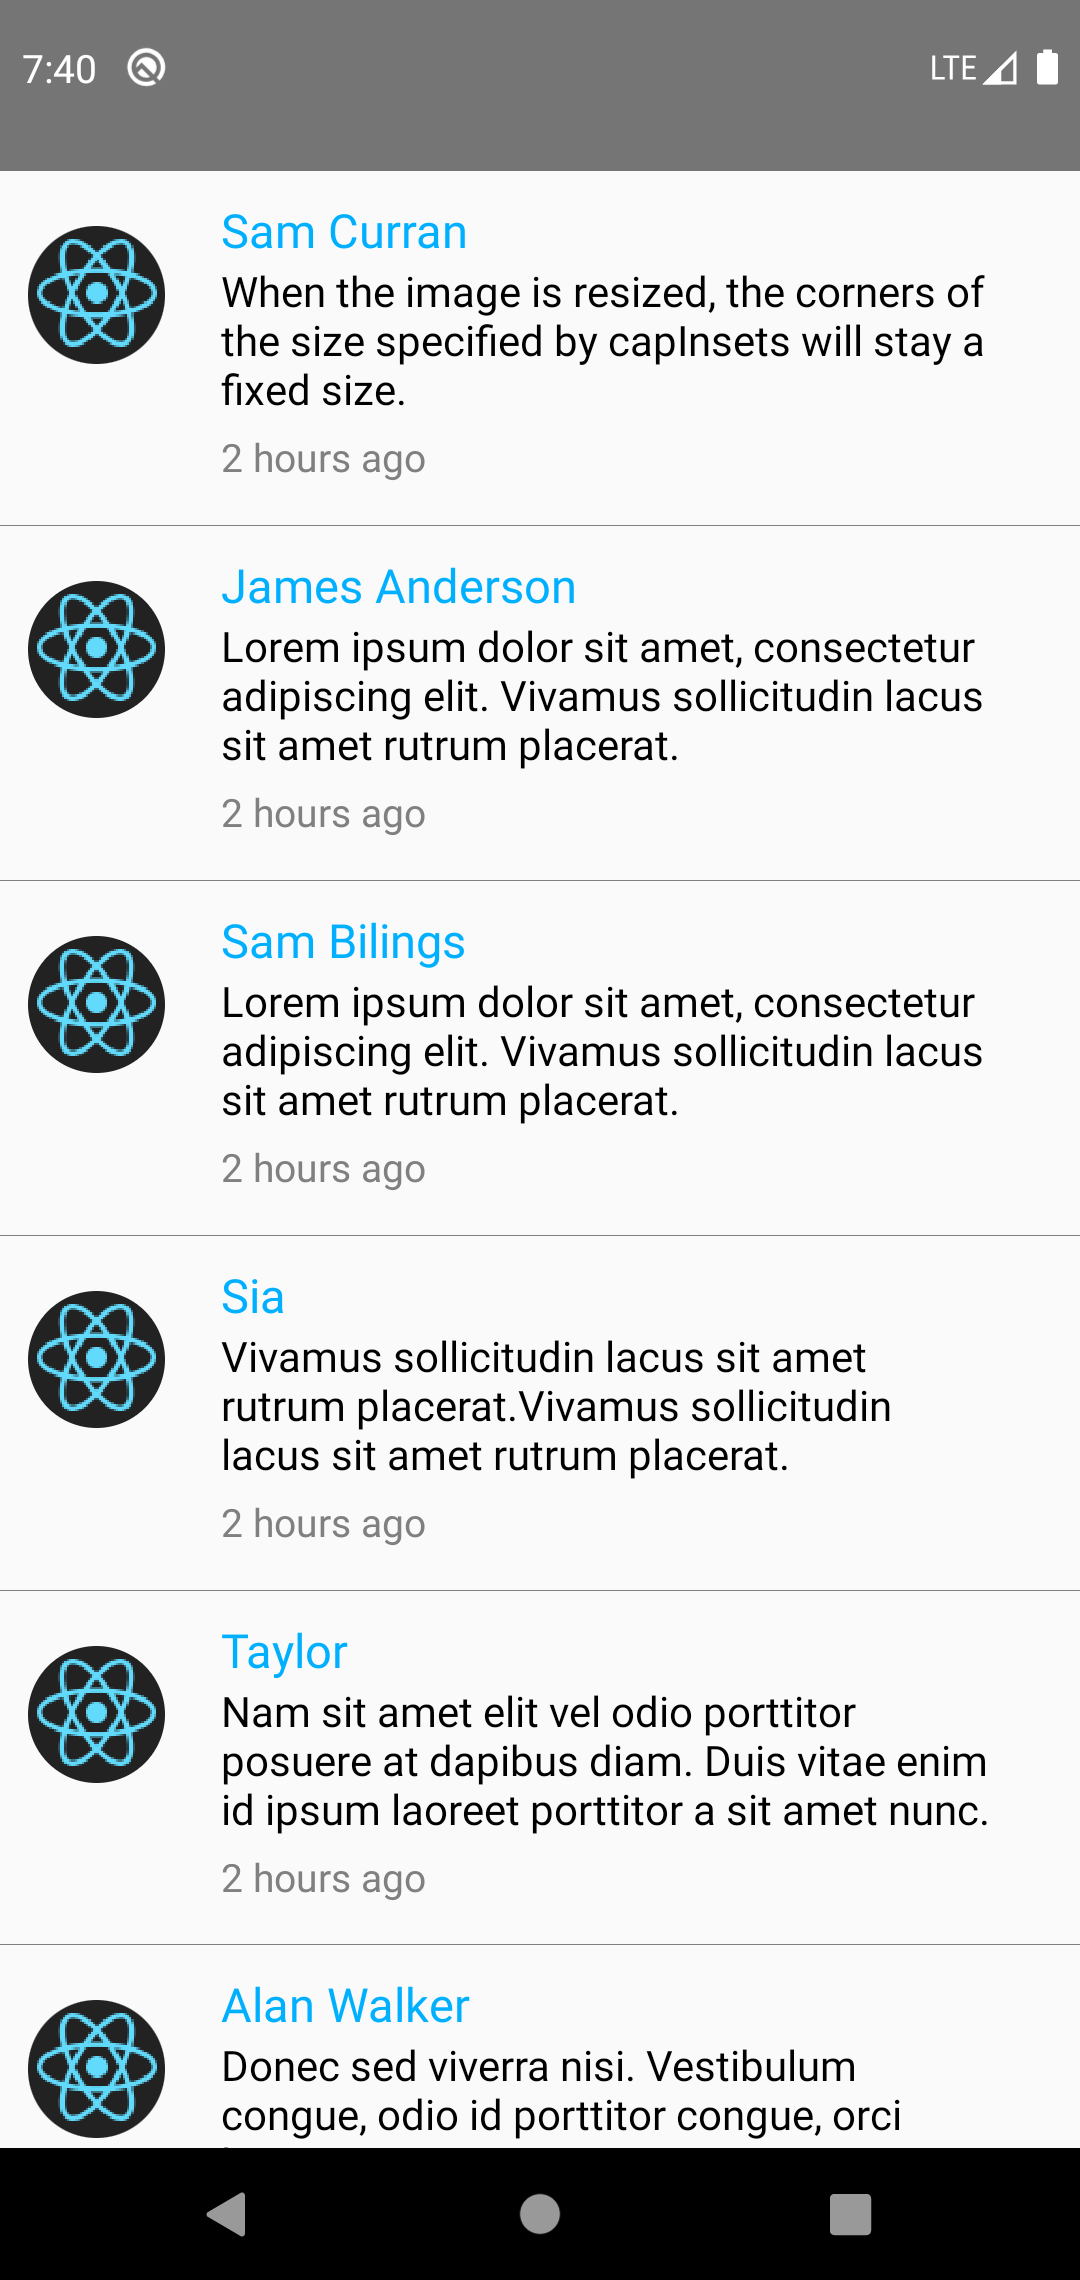 7:40
LTE
Sam Curran
When the image is resized, the corners of
the size specified by capInsets will stay a
fixed size.
2 hours ago
James Anderson
Lorem ipsum dolor sit amet, consectetur
adipiscing elit. Vivamus sollicitudin lacus
sit amet rutrum placerat.
2 hours ago
Sam Bilings
Lorem ipsum dolor sit amet, consectetur
adipiscing elit. Vivamus sollicitudin lacus
sit amet rutrum placerat.
2 hours ago
Sia
Vivamus sollicitudin lacus sit amet
rutrum placerat.Vivamus sollicitudin
lacus sit amet rutrum placerat.
2 hours ago
Taylor
Nam sit amet elit vel odio porttitor
posuere at dapibus diam. Duis vitae enim
id ipsum laoreet porttitor a sit amet nunc.
2 hours ago
Alan Walker
Donec sed viverra nisi. Vestibulum
congue, odio id porttitor congue, orci